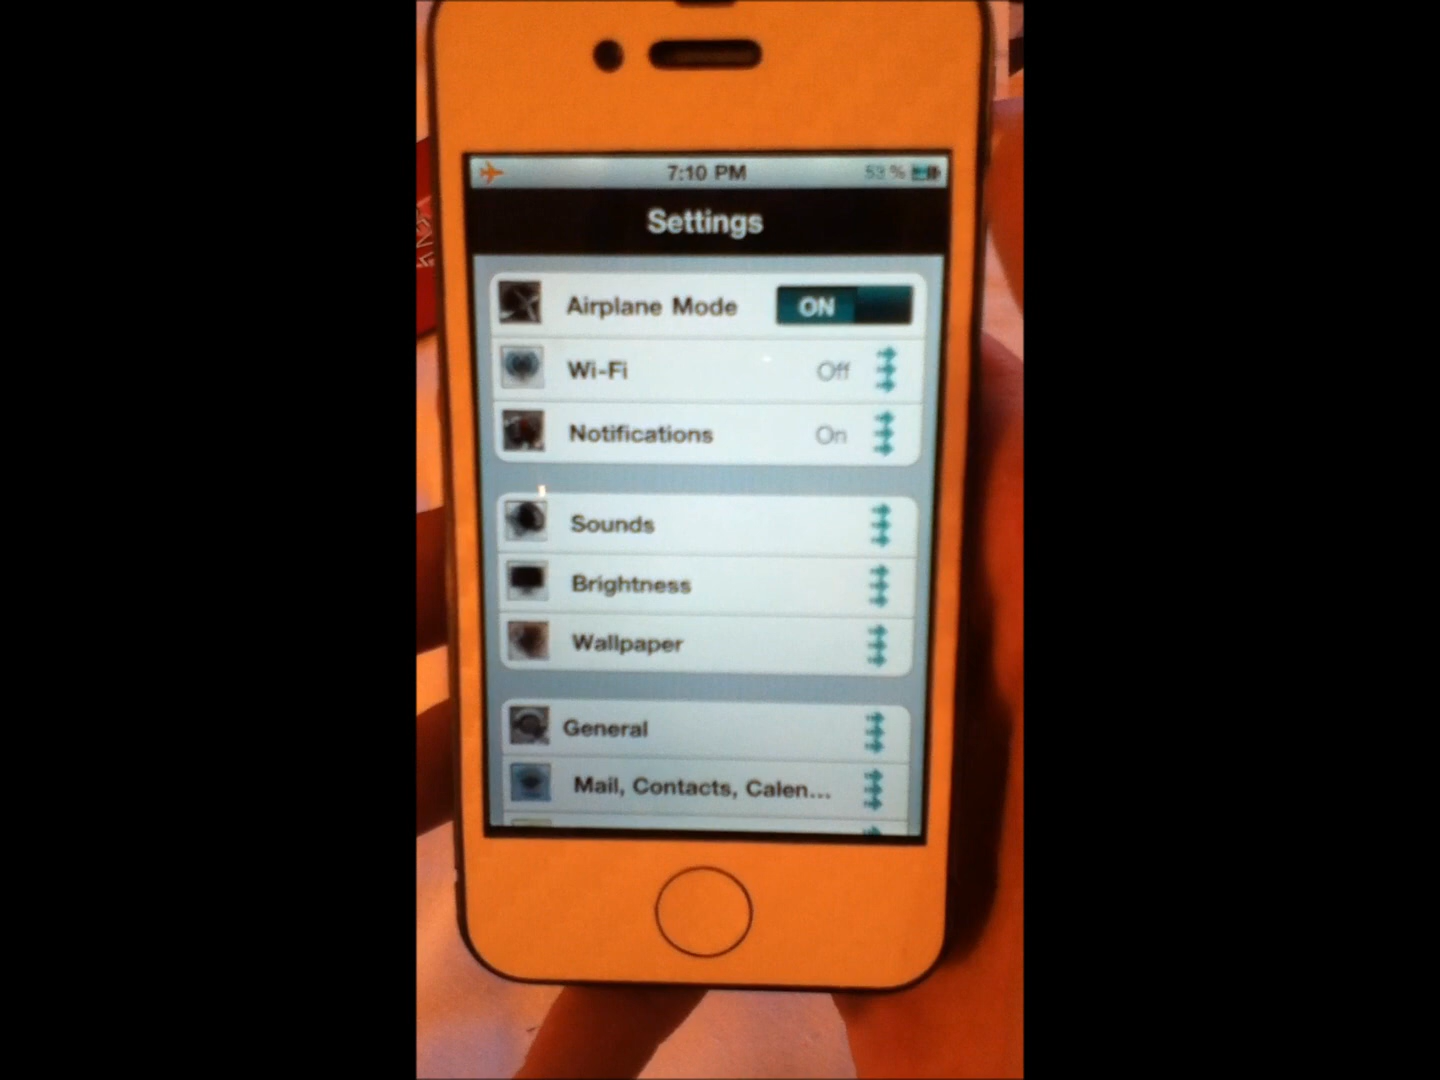 7:10 PM 53 %
Settings
Airplane Mode ON
Wi-Fi Off
Notifications On
Sounds
Brightness
Wallpaper
General
Mail, Contacts, Calen...